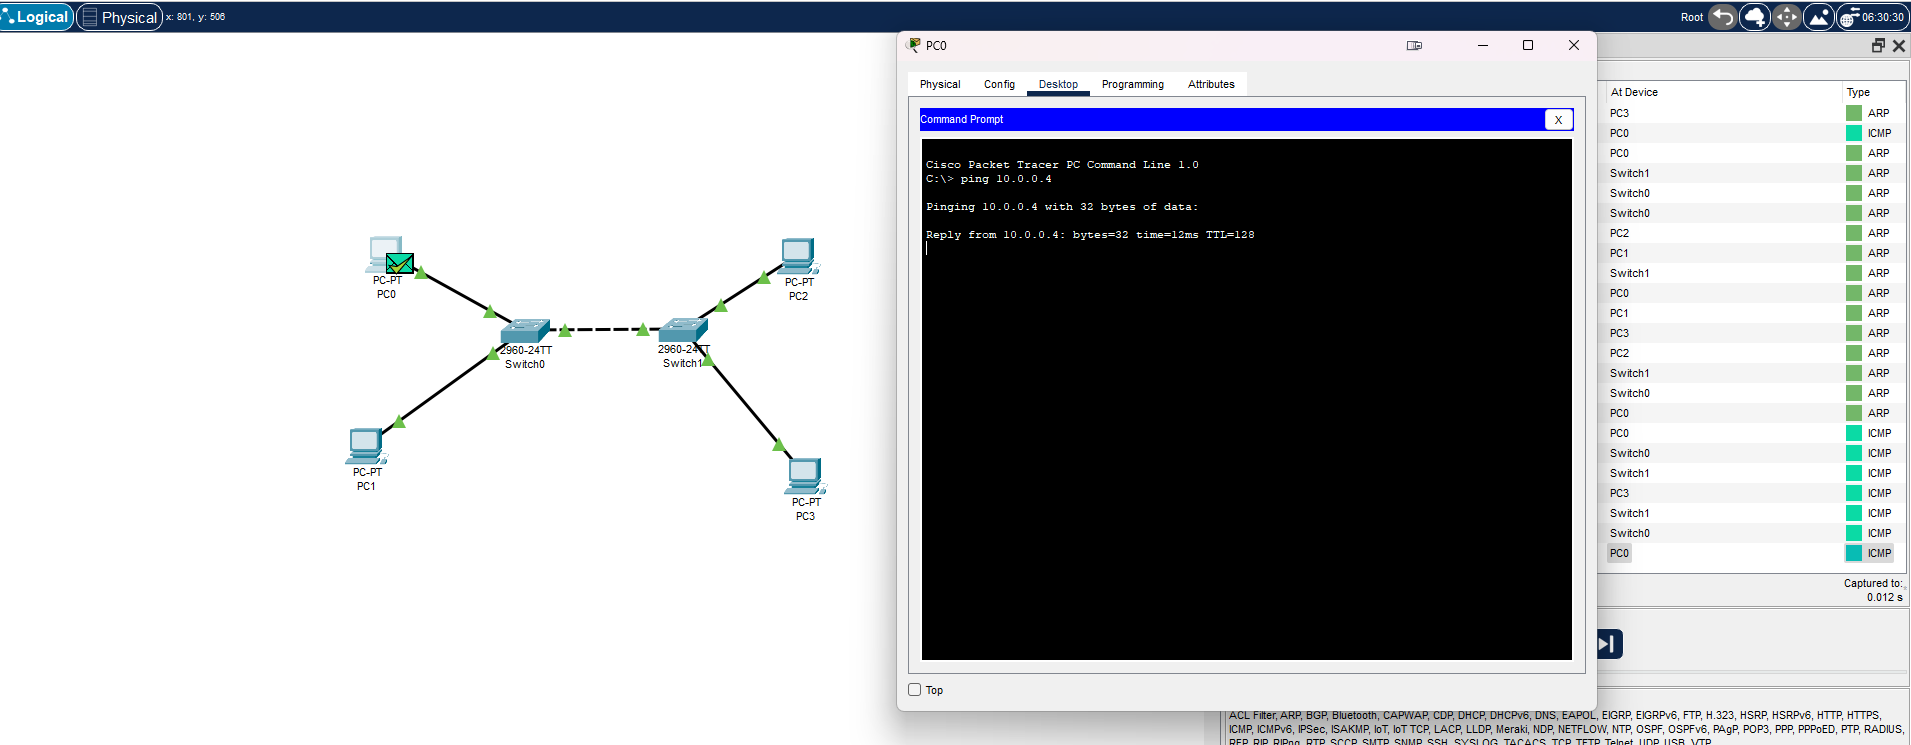 Logical
Physical
x: 801, y: 506
Root
06:30:30
PC0
Physical
Config
Desktop
Programming
Attributes
Command Prompt
X
Cisco Packet Tracer PC Command Line 1.0
C:\> ping 10.0.0.4
Pinging 10.0.0.4 with 32 bytes of data:
Reply from 10.0.0.4: bytes=32 time=12ms TTL=128
Top
PC-PT
PC0
PC-PT
PC2
2960-24TT
Switch0
2960-24TT
Switch1
PC-PT
PC1
PC-PT
PC3
At Device Type
PC3 ARP
PC0 ICMP
PC0 ARP
Switch1 ARP
Switch0 ARP
Switch0 ARP
PC2 ARP
PC1 ARP
Switch1 ARP
PC0 ARP
PC1 ARP
PC3 ARP
PC2 ARP
Switch1 ARP
Switch0 ARP
PC0 ARP
PC0 ICMP
Switch0 ICMP
Switch1 ICMP
PC3 ICMP
Switch1 ICMP
Switch0 ICMP
PC0 ICMP
Captured to:
0.012 s
ACL Filter, ARP, BGP, Bluetooth, CAPWAP, CDP, DHCP, DHCPv6, DNS, EAPOL, EIGRP, EIGRPv6, FTP, H.323, HSRP, HSRPv6, HTTP, HTTPS,
ICMP, ICMPv6, IPSec, ISAKMP, IoT, IoT TCP, LACP, LLDP, Meraki, NDP, NETFLOW, NTP, OSPF, OSPFv6, PAgP, POP3, PPP, PPPoED, PTP, RADIUS,
REP, RIP, RIPng, RTP, SCCP, SMTP, SNMP, SSH, SYSLOG, TACACS, TCP, TFTP, Telnet, UDP, USB, VTP